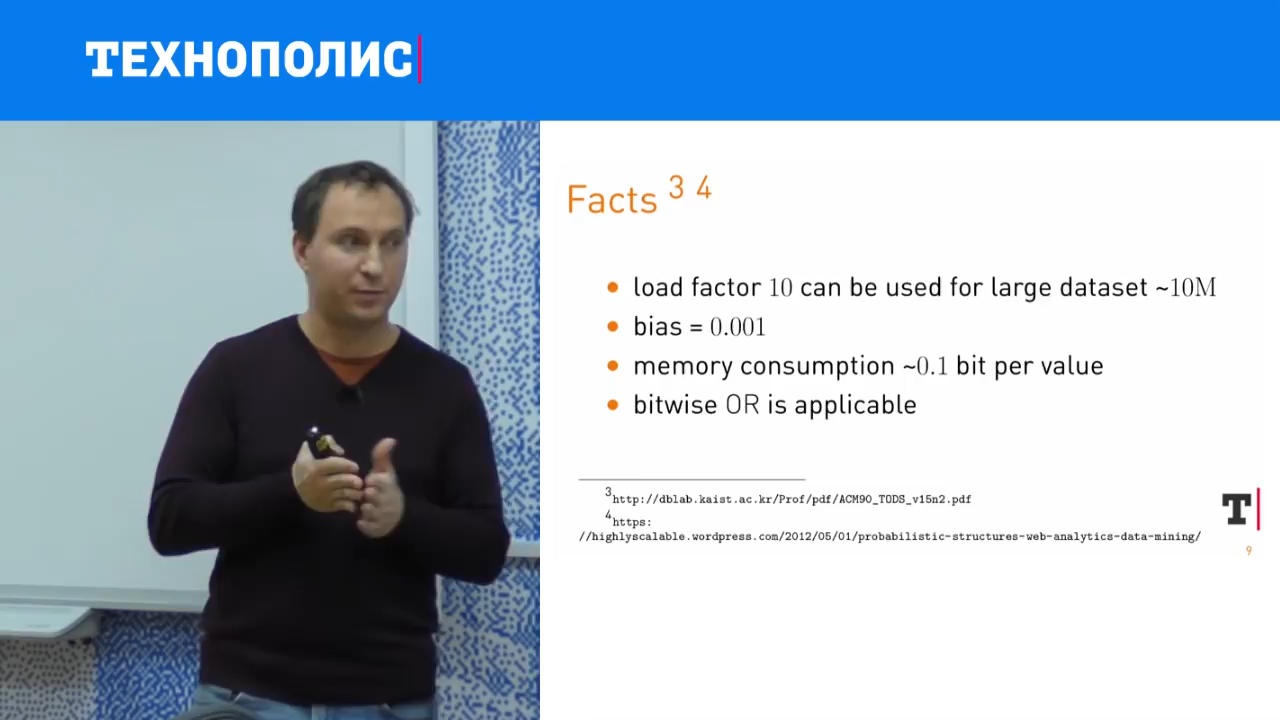 ТЕХНОПОЛИС
Facts 3 4
• load factor 10 can be used for large dataset ~10M
• bias = 0.001
• memory consumption ~0.1 bit per value
• bitwise OR is applicable
3http://dblab.kaist.ac.kr/Prof/pdf/ACM90_TODS_v15n2.pdf
4https:
//highlyscalable.wordpress.com/2012/05/01/probabilistic-structures-web-analytics-data-mining/
T
9